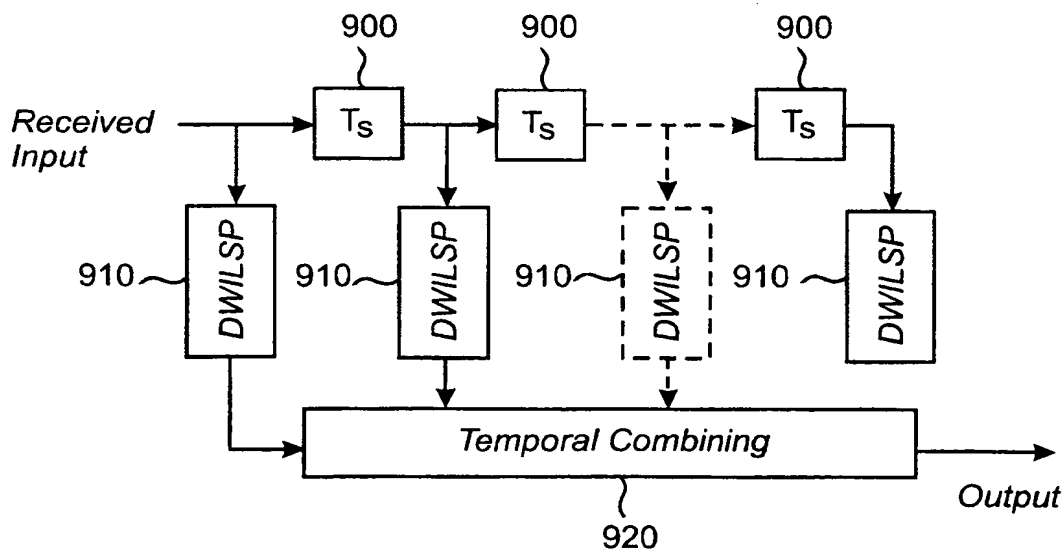 900
900
900
Received
Input
Ts
Ts
Ts
910
DWILSP
910
DWILSP
910
DWILSP
910
DWILSP
Temporal Combining
Output
920